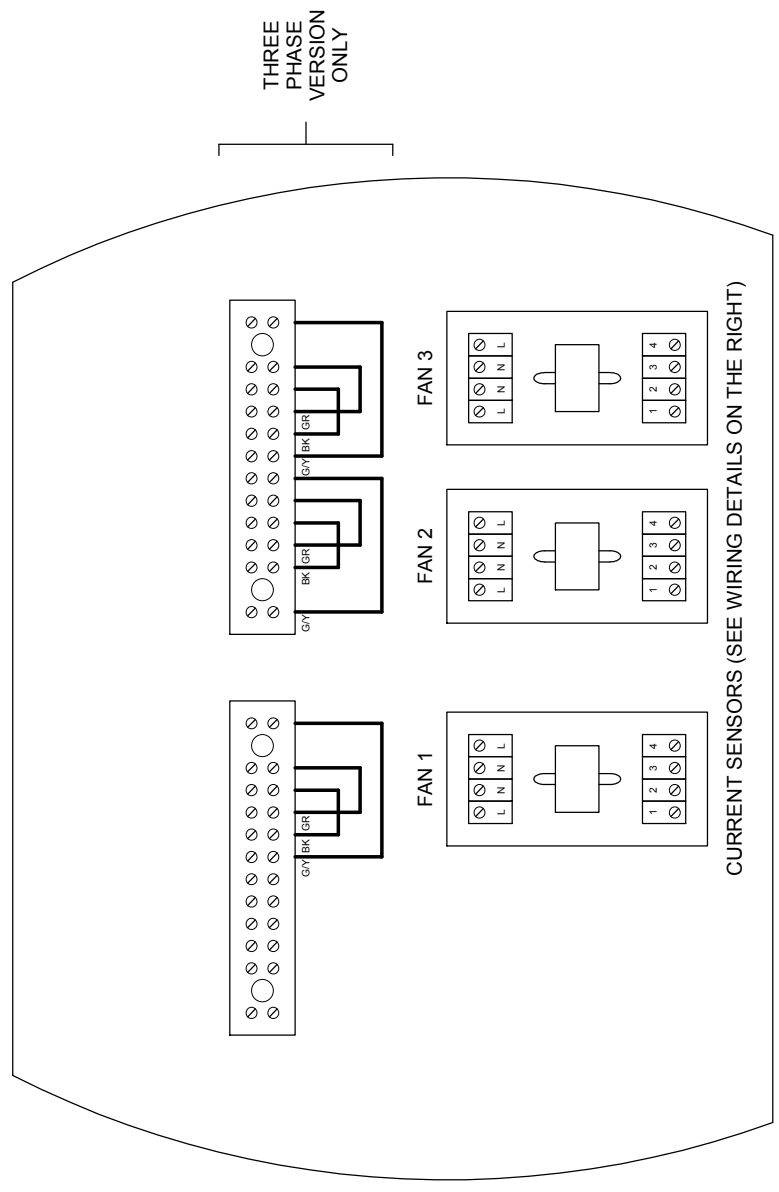 THREE
PHASE
VERSION
ONLY
G/Y BK GR
G/Y BK GR
G/Y BK GR
FAN 1
FAN 2
FAN 3
L N N L
L N N L
L N N L
1 2 3 4
1 2 3 4
1 2 3 4
CURRENT SENSORS (SEE WIRING DETAILS ON THE RIGHT)